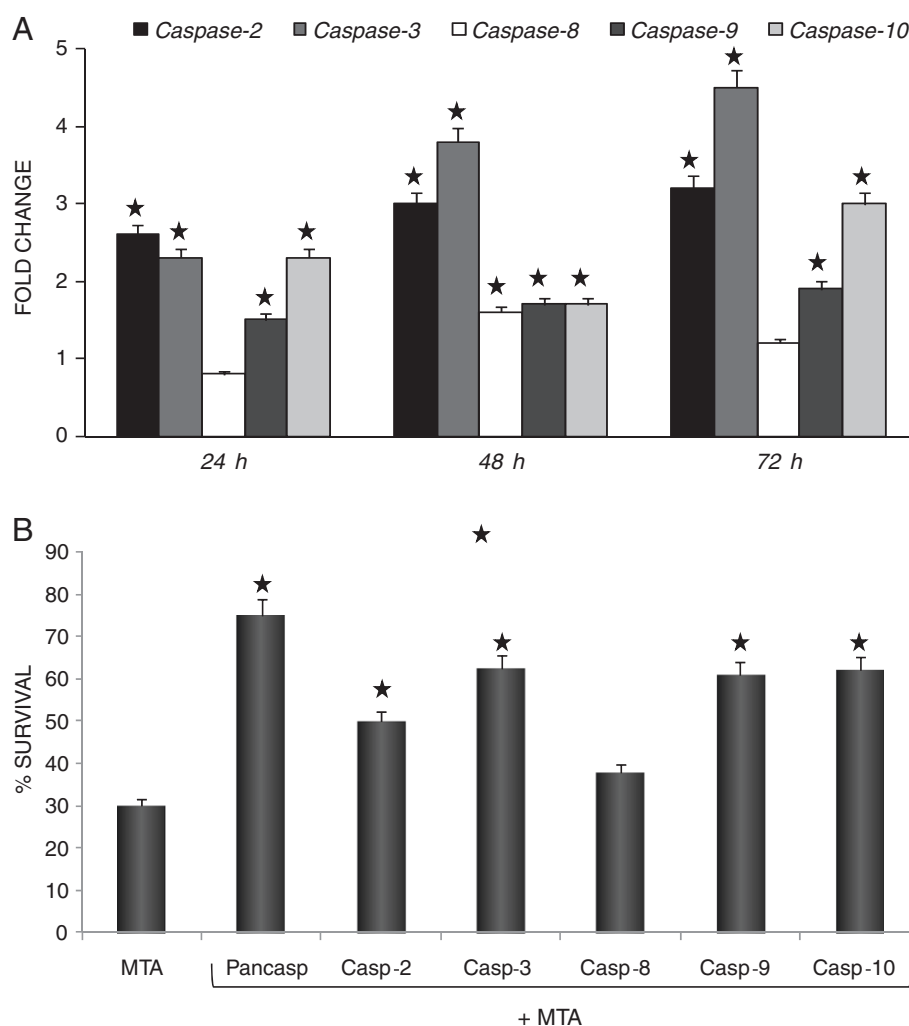 A
Caspase-2 Caspase-3 Caspase-8 Caspase-9 Caspase-10
5
4
3
2
1
0
FOLD CHANGE
24 h 48 h 72 h
B
90
80
70
60
50
40
30
20
10
0
% SURVIVAL
MTA Pancasp Casp-2 Casp-3 Casp-8 Casp-9 Casp-10
+ MTA